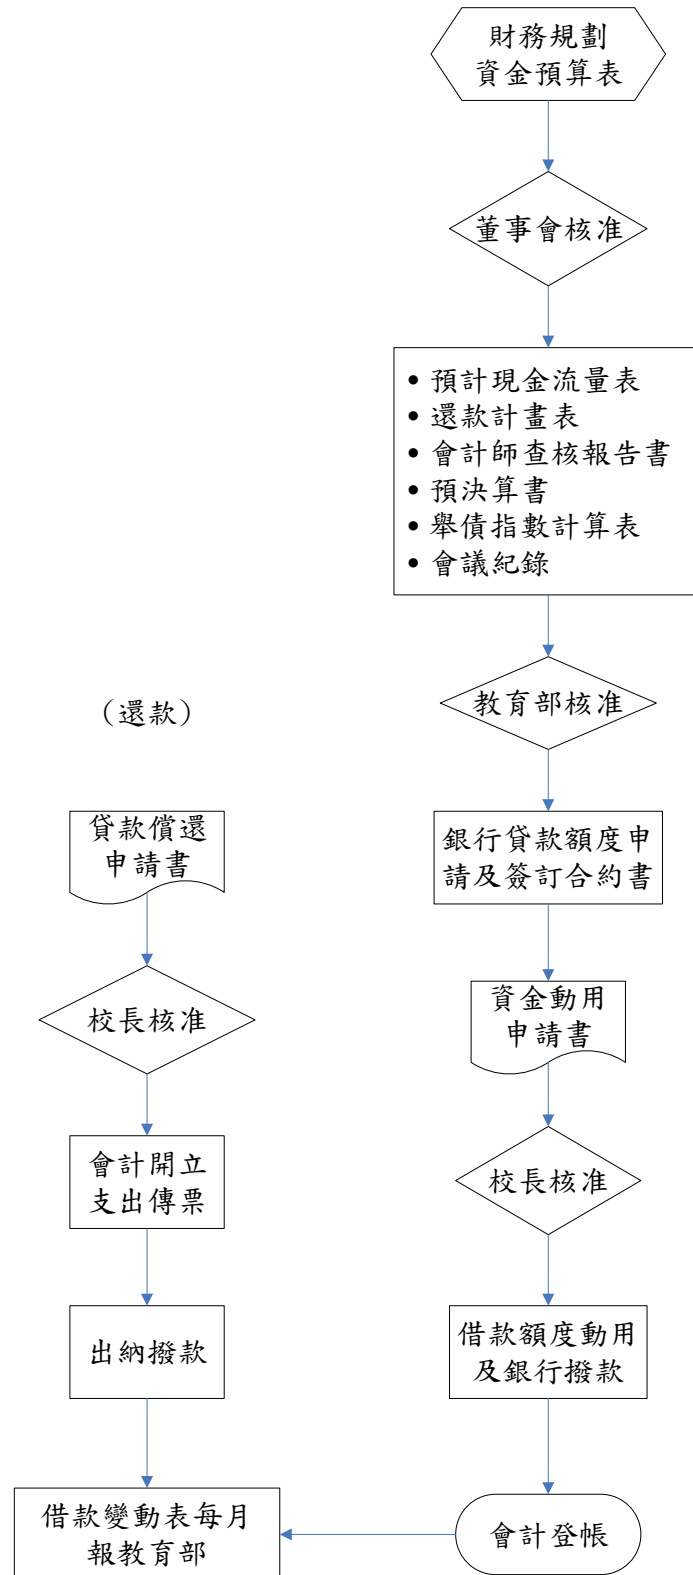 財務規劃
資金預算表
董事會核准
• 預計現金流量表
• 還款計畫表
• 會計師查核報告書
• 預決算書
• 舉債指數計算表
• 會議紀錄
教育部核准
銀行貸款額度申
請及簽訂合約書
資金動用
申請書
校長核准
借款額度動用
及銀行撥款
會計登帳
（還款）
貸款償還
申請書
校長核准
會計開立
支出傳票
出納撥款
借款變動表每月
報教育部